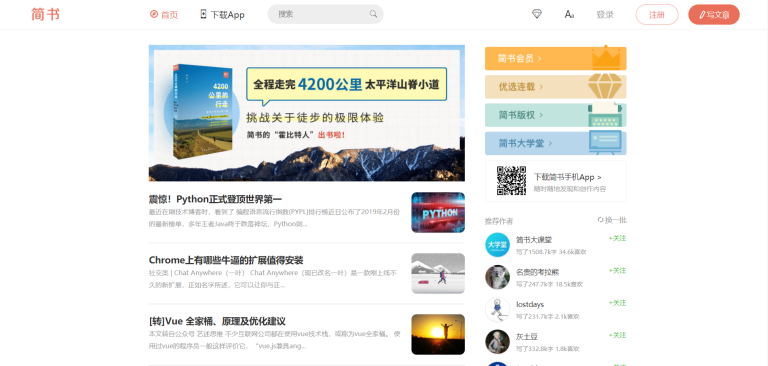 简书
首页
下载App
搜索
Aa
登录
注册
写文章
4200
公里的
行走
全程走完 4200公里 太平洋山脊小道
挑战关于徒步的极限体验
简书的“霍比特人”出书啦！
震惊！Python正式登顶世界第一
最近在刷技术博客时，看到了 编程语言流行指数(PYPL)排行榜近日公布了2019年2月份
的最新榜单。多年王者Java终于跌落神坛，Python则...
PYTHON
Chrome上有哪些牛逼的扩展值得安装
社交类 | Chat Anywhere（一叶） Chat Anywhere（现已改名一叶）是一款刚上线不
久的新扩展，正如名字所述，它可以让你与正...
[转]Vue 全家桶、原理及优化建议
本文转自公众号 艺述思维 不少互联网公司都在使用vue技术栈，或称为vue全家桶。 使
用过vue的程序员一般这样评价它，“vue.js兼具ang...
简书会员 >
优选连载 >
简书版权 >
简书大学堂 >
下载简书手机App >
随时随地发现和创作内容
推荐作者
换一批
大学堂
简书大课堂
+关注
写了1508.7k字 34.6k喜欢
名贵的考拉熊
+关注
写了247.7k字 18.5k喜欢
lostdays
+关注
写了231.7k字 2.1k喜欢
灰土豆
+关注
写了332.8k字 1.8k喜欢